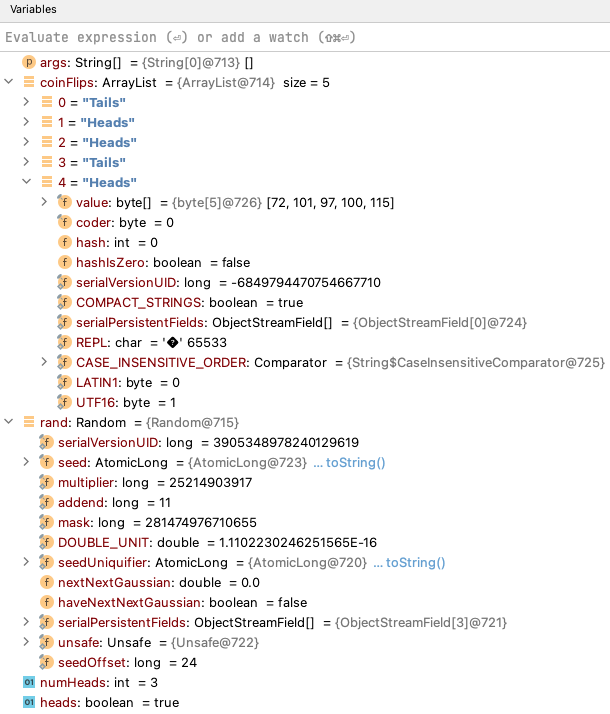 Variables
Evaluate expression (⏎) or add a watch (⇧⌘⏎)
p args: String[] = {String[0]@713} []
coinFlips: ArrayList = {ArrayList@714} size = 5
0 = "Tails"
1 = "Heads"
2 = "Heads"
3 = "Tails"
4 = "Heads"
f value: byte[] = {byte[5]@726} [72, 101, 97, 100, 115]
f coder: byte = 0
f hash: int = 0
f hashIsZero: boolean = false
f serialVersionUID: long = -6849794470754667710
f COMPACT_STRINGS: boolean = true
f serialPersistentFields: ObjectStreamField[] = {ObjectStreamField[0]@724}
f REPL: char = '�' 65533
f CASE_INSENSITIVE_ORDER: Comparator = {String$CaseInsensitiveComparator@725}
f LATIN1: byte = 0
f UTF16: byte = 1
rand: Random = {Random@715}
f serialVersionUID: long = 3905348978240129619
f seed: AtomicLong = {AtomicLong@723} ... toString()
f multiplier: long = 25214903917
f addend: long = 11
f mask: long = 281474976710655
f DOUBLE_UNIT: double = 1.1102230246251565E-16
f seedUniquifier: AtomicLong = {AtomicLong@720} ... toString()
f nextNextGaussian: double = 0.0
f haveNextNextGaussian: boolean = false
f serialPersistentFields: ObjectStreamField[] = {ObjectStreamField[3]@721}
f unsafe: Unsafe = {Unsafe@722}
f seedOffset: long = 24
01 numHeads: int = 3
01 heads: boolean = true